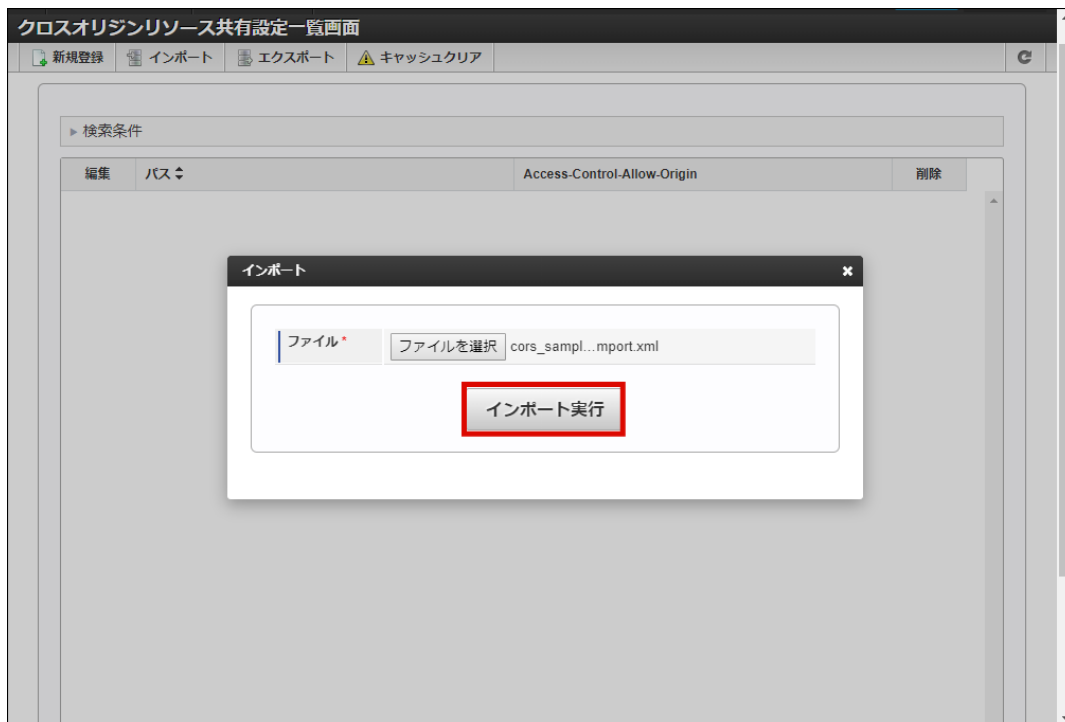 クロスオリジンリソース共有設定一覧画面
新規登録 インポート エクスポート キャッシュクリア
検索条件
編集 パス Access-Control-Allow-Origin 削除
インポート
ファイル * ファイルを選択 cors_sampl...mport.xml
インポート実行